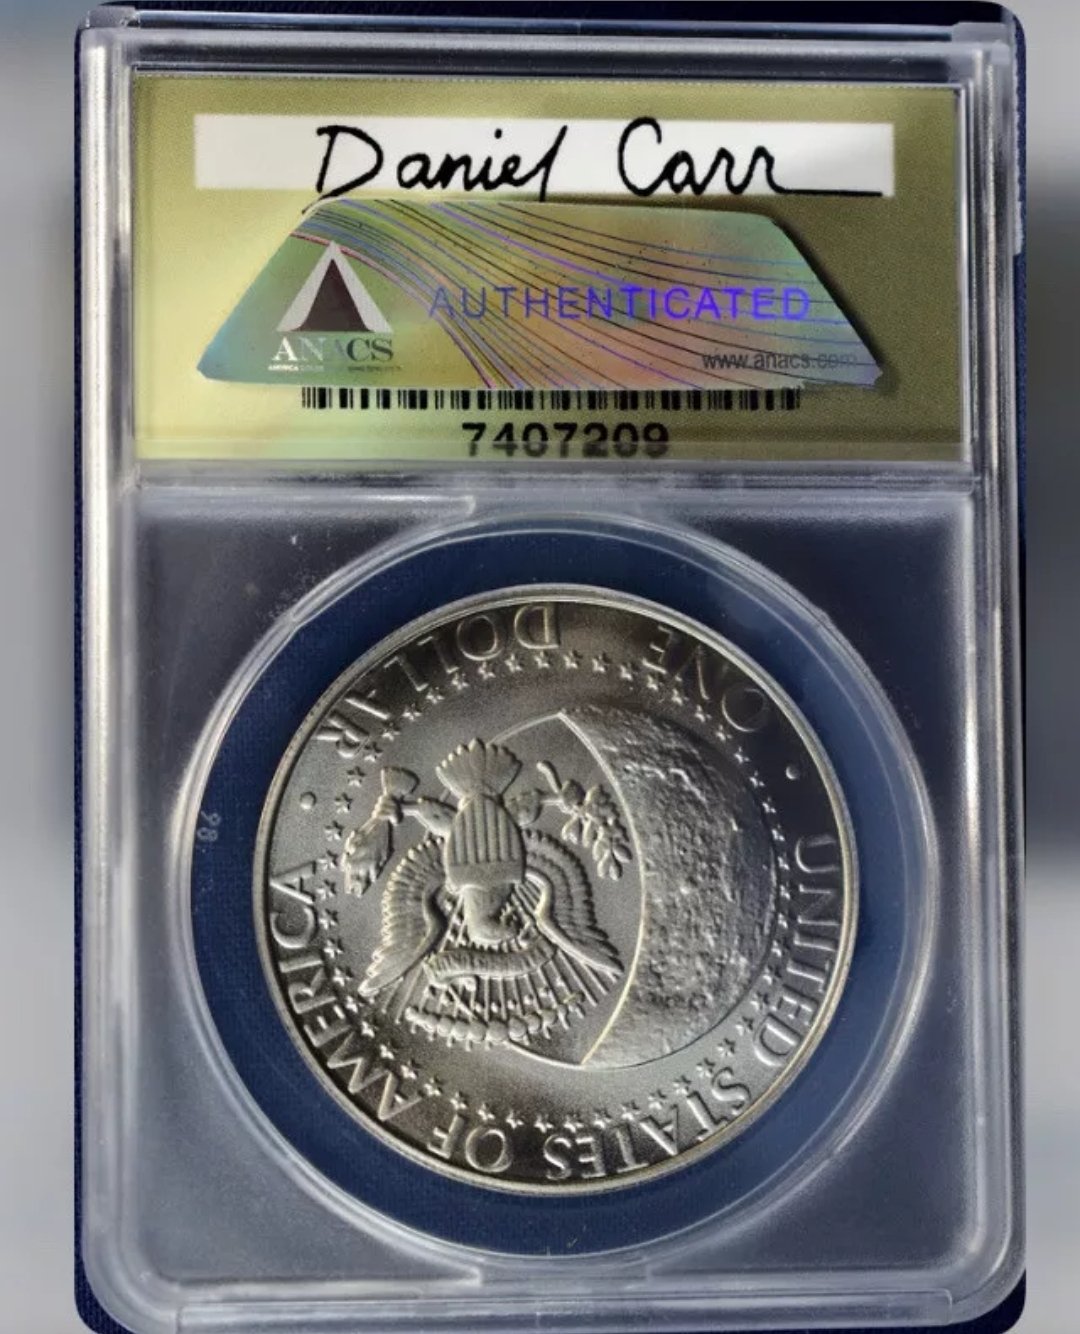 Daniel Carr
AUTHENTICATED
ANACS
www.anacs.com
7407209
UNITED STATES OF AMERICA
• ONE DOLLAR •